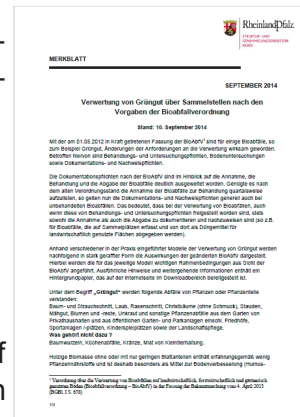 RheinlandPfalz
STRUKTUR- UND
GENEHMIGUNGSDIREKTION
NORD
MERKBLATT
SEPTEMBER 2014
Verwertung von Grüngut über Sammelstellen nach den
Vorgaben der Bioabfallverordnung
Stand: 10. September 2014
Mit der am 01.05.2012 in Kraft getretenen Fassung der BioAbfV¹ sind für einige Bioabfälle, so
zum Beispiel Grüngut, Änderungen der Anforderungen an die Verwertung wirksam geworden.
Betroffen hiervon sind Behandlungs- und Untersuchungspflichten, Bodenuntersuchungen
sowie Dokumentations- und Nachweispflichten.
Die Dokumentationspflichten nach der BioAbfV sind im Hinblick auf die Annahme, die
Behandlung und die Abgabe der Bioabfälle deutlich ausgeweitet worden. Genügte es nach
dem alten Verordnungsstand die Annahme der Bioabfälle zur Behandlung quartalsweise
aufzulisten, so gelten nun die Dokumentations- und Nachweispflichten generell auch bei
unbehandelten Bioabfällen. Das bedeutet, dass bei der Verwertung von Bioabfällen, auch
wenn diese von Behandlungs- und Untersuchungspflichten freigestellt worden sind, stets
sowohl die Annahme als auch die Abgabe zu dokumentieren und nachzuweisen sind (so z.B.
für Bioabfälle, die auf Sammelplätzen erfasst und von dort als Düngemittel für
landwirtschaftlich genutzte Flächen abgegeben werden).
Anhand verschiedener in der Praxis eingeführter Modelle der Verwertung von Grüngut werden
nachfolgend in stark geraffter Form die Auswirkungen der geänderten BioAbfV dargestellt.
Hierbei werden die für das jeweilige Modell wichtigen Rahmenbedingungen aus Sicht der
BioAbfV angeführt. Ausführliche Hinweise und weitergehende Informationen enthält ein
Hintergrundpapier, das auf der Internetseite im Downloadbereich bereitgestellt ist.
Unter dem Begriff „Grüngut“ werden folgende Abfälle von Pflanzen oder Pflanzenteile
verstanden:
Baum- und Strauchschnitt, Laub, Rasenschnitt, Christbäume (ohne Schmuck), Stauden,
Mähgut, Blumen und -reste, Unkraut und sonstige Pflanzenabfälle aus dem Garten von
Privathaushalten und aus öffentlichen Garten- und Parkanlagen einschl. Friedhöfe,
Sportanlagen /-plätzen, Kinderspielplätzen sowie der Landschaftspflege.
Was gehört nicht dazu ?
Baumwurzeln, Küchenabfälle, Kränze, Mist von Kleintierhaltung.
Holzige Biomasse ohne oder mit nur geringen Blattanteilen enthält erfahrungsgemäß wenig
Pflanzennährstoffe und ist deshalb besonders als Mittel zur Bodenverbesserung (Humus-
¹ Verordnung über die Verwertung von Bioabfällen auf landwirtschaftlich, forstwirtschaftlich und gärtnerisch
genutzten Böden (Bioabfallverordnung – BioAbfV) in der Fassung der Bekanntmachung vom 4. April 2013
(BGBl. I S. 658)
1/5
f
n